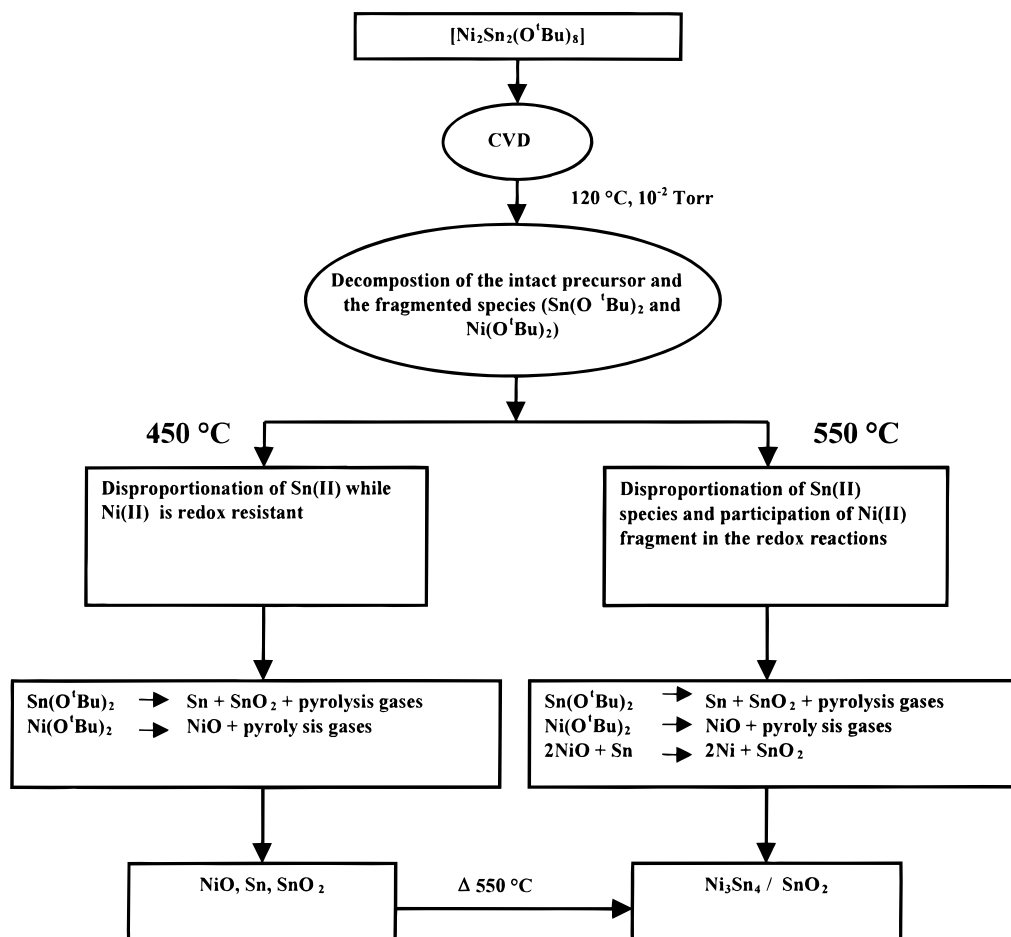 [Ni₂Sn₂(OᵗBu)₈]
CVD
120 °C, 10⁻² Torr
Decompostion of the intact precursor and
the fragmented species (Sn(O ᵗBu)₂ and
Ni(OᵗBu)₂)
450 °C
550 °C
Disproportionation of Sn(II) while
Ni(II) is redox resistant
Disproportionation of Sn(II)
species and participation of Ni(II)
fragment in the redox reactions
Sn(OᵗBu)₂ → Sn + SnO₂ + pyrolysis gases
Ni(OᵗBu)₂ → NiO + pyroly sis gases
Sn(OᵗBu)₂ → Sn + SnO₂ + pyrolysis gases
Ni(OᵗBu)₂ → NiO + pyroly sis gases
2NiO + Sn → 2Ni + SnO₂
NiO, Sn, SnO₂
Δ 550 °C
Ni₃Sn₄ / SnO₂